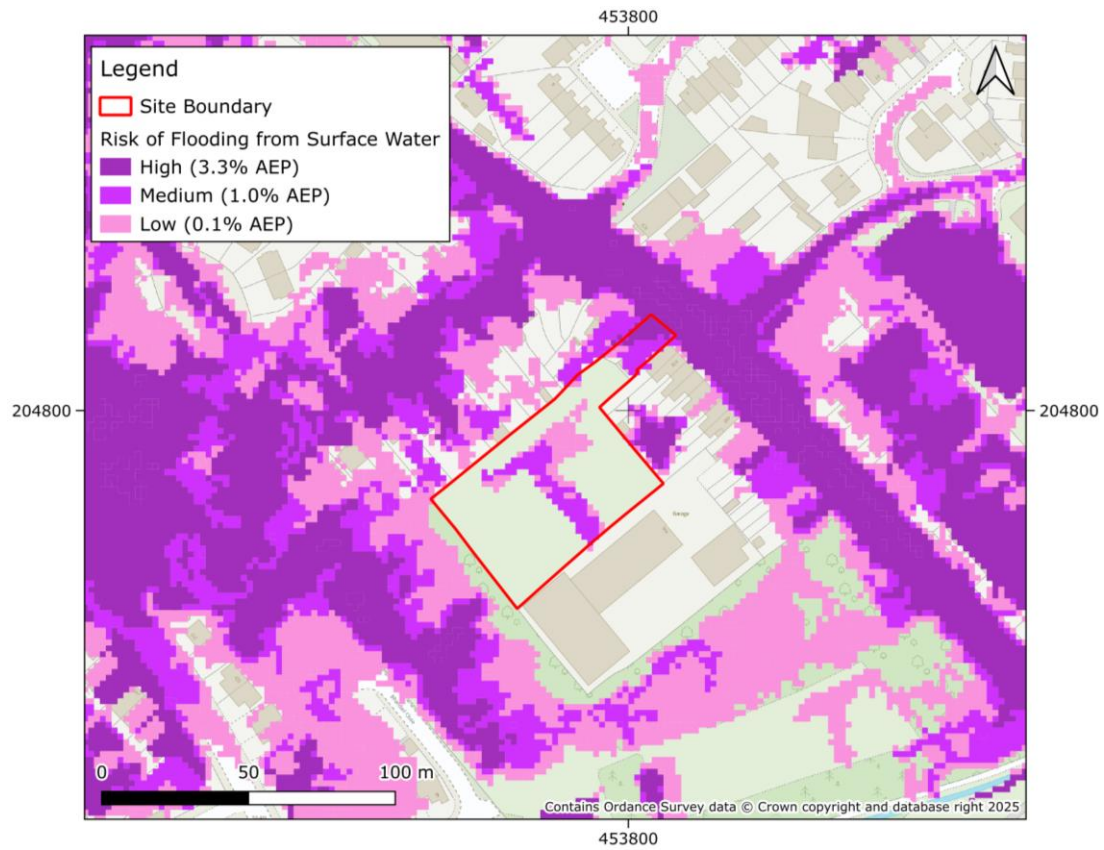 453800
Legend
Site Boundary
Risk of Flooding from Surface Water
High (3.3% AEP)
Medium (1.0% AEP)
Low (0.1% AEP)
204800
204800
Garage
0 50 100 m
Contains Ordance Survey data © Crown copyright and database right 2025
453800